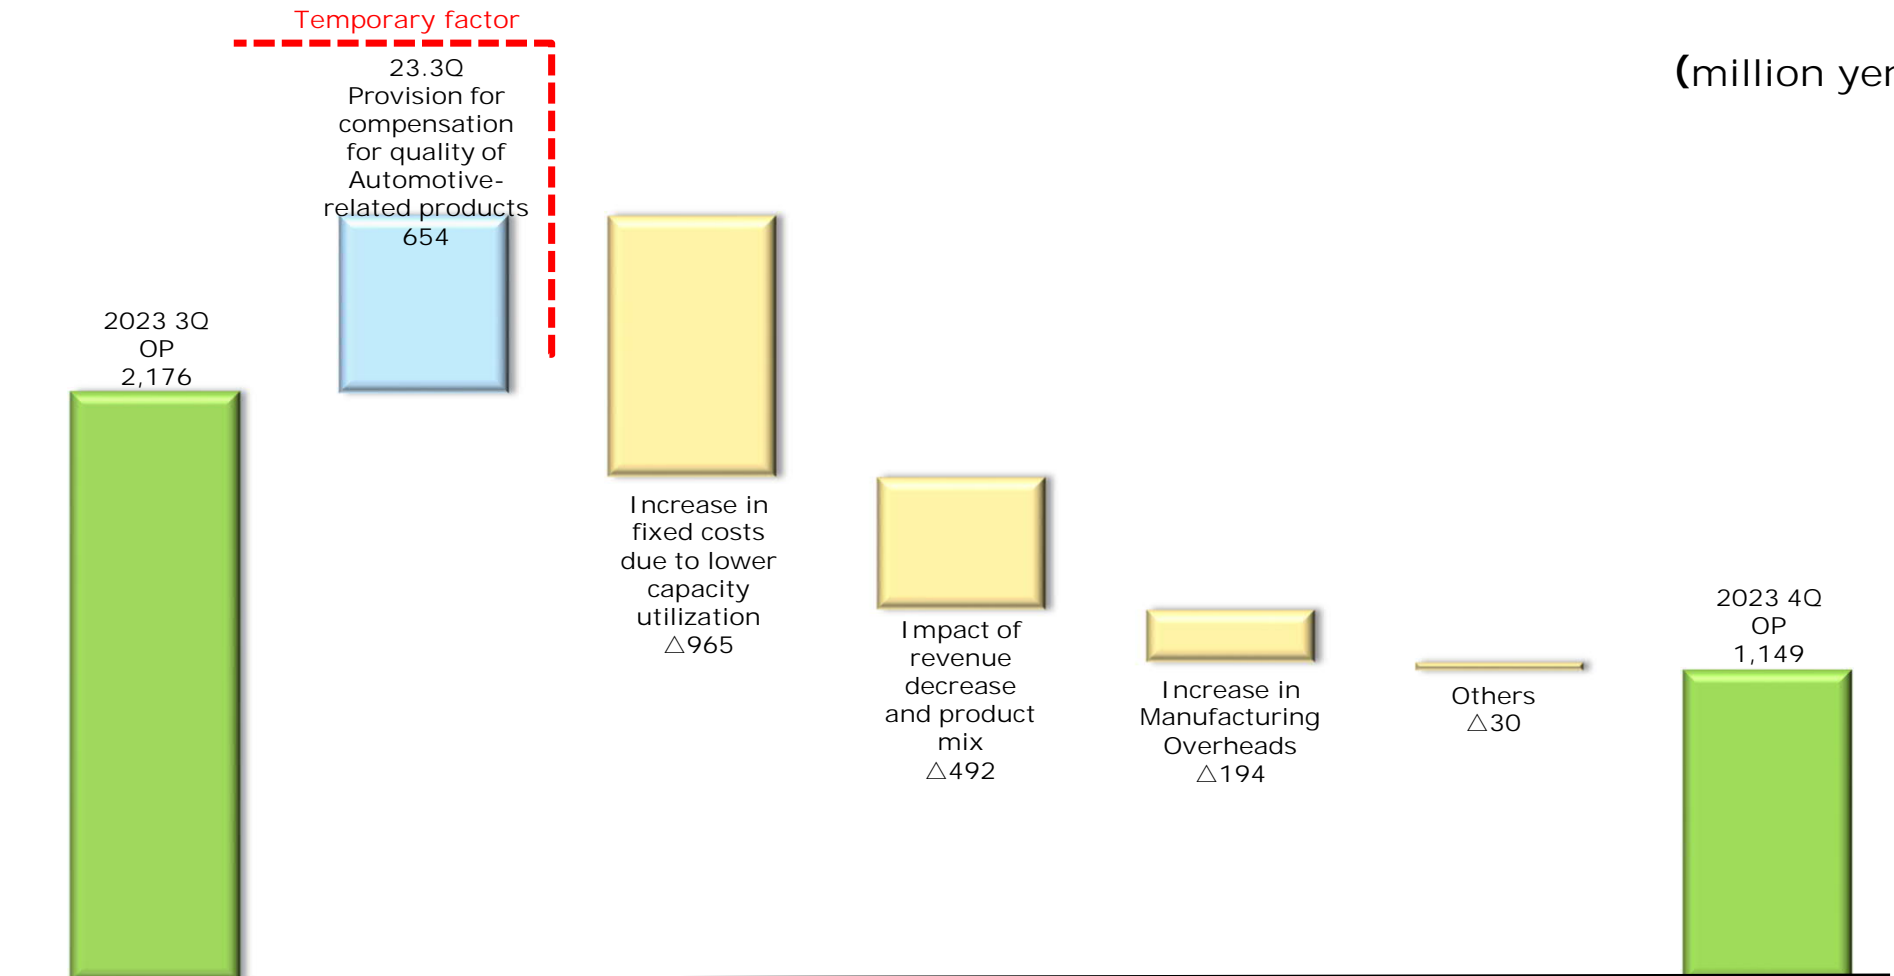 Temporary factor
(million yen
23.3Q
Provision for
compensation
for quality of
Automotive-
related products
654
2023 3Q
OP
2,176
Increase in
fixed costs
due to lower
capacity
utilization
△965
Impact of
revenue
decrease
and product
mix
△492
Increase in
Manufacturing
Overheads
△194
Others
△30
2023 4Q
OP
1,149